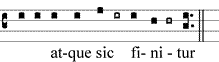 at-que sic fi- ni - tur